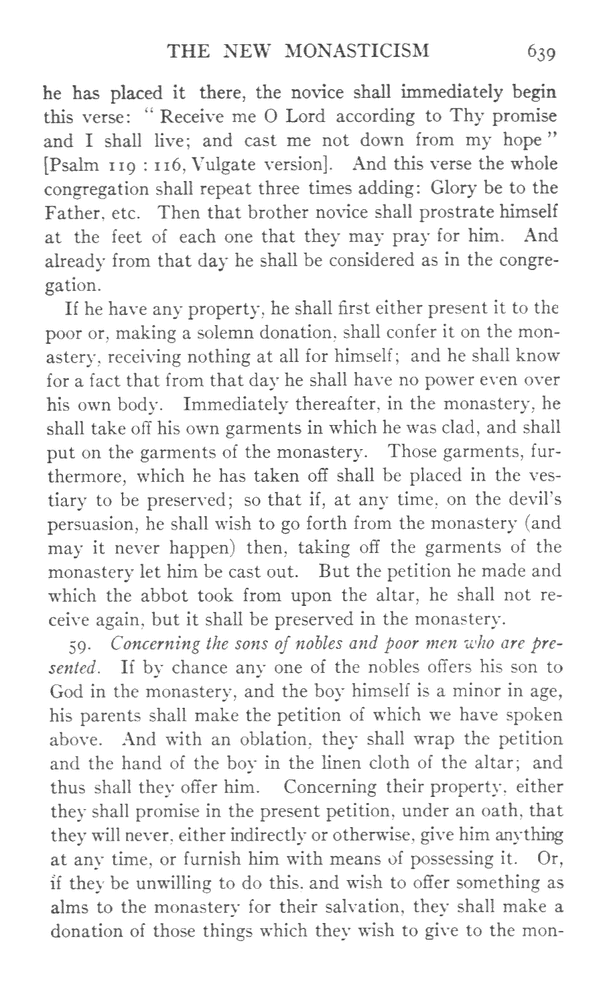 THE NEW MONASTICISM 639
he has placed it there, the novice shall immediately begin
this verse: “ Receive me O Lord according to Thy promise
and I shall live; and cast me not down from my hope ”
[Psalm 119 : 116, Vulgate version]. And this verse the whole
congregation shall repeat three times adding: Glory be to the
Father, etc. Then that brother novice shall prostrate himself
at the feet of each one that they may pray for him. And
already from that day he shall be considered as in the congre-
gation.
If he have any property, he shall first either present it to the
poor or, making a solemn donation, shall confer it on the mon-
astery, receiving nothing at all for himself; and he shall know
for a fact that from that day he shall have no power even over
his own body. Immediately thereafter, in the monastery, he
shall take off his own garments in which he was clad, and shall
put on the garments of the monastery. Those garments, fur-
thermore, which he has taken off shall be placed in the ves-
tiary to be preserved; so that if, at any time, on the devil's
persuasion, he shall wish to go forth from the monastery (and
may it never happen) then, taking off the garments of the
monastery let him be cast out. But the petition he made and
which the abbot took from upon the altar, he shall not re-
ceive again, but it shall be preserved in the monastery.
59. Concerning the sons of nobles and poor men who are pre-
sented. If by chance any one of the nobles offers his son to
God in the monastery, and the boy himself is a minor in age,
his parents shall make the petition of which we have spoken
above. And with an oblation, they shall wrap the petition
and the hand of the boy in the linen cloth of the altar; and
thus shall they offer him. Concerning their property, either
they shall promise in the present petition, under an oath, that
they will never, either indirectly or otherwise, give him anything
at any time, or furnish him with means of possessing it. Or,
if they be unwilling to do this, and wish to offer something as
alms to the monastery for their salvation, they shall make a
donation of those things which they wish to give to the mon-